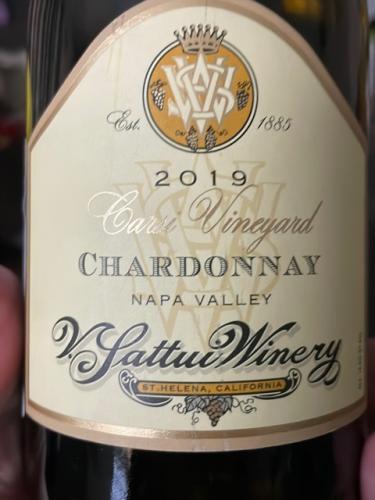 Est. 1885
2019
Carsi Vineyard
CHARDONNAY
NAPA VALLEY
V. Sattui Winery
ST. HELENA, CALIFORNIA